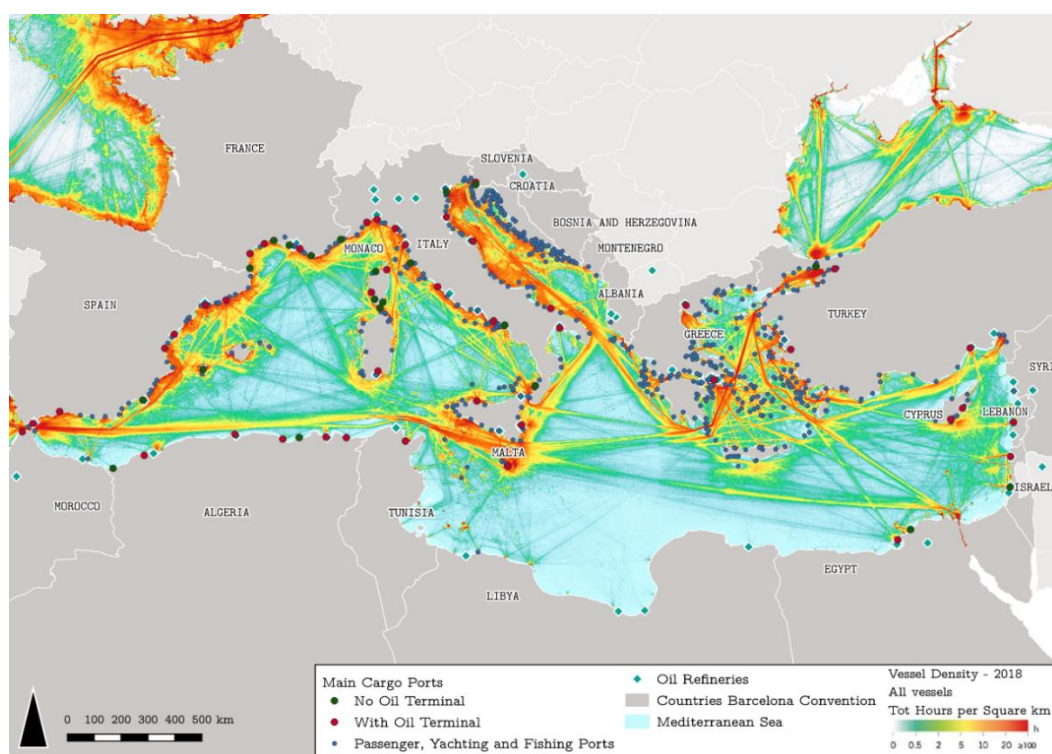 SLOVENIA
FRANCE
CROATIA
BOSNIA AND HERZEGOVINA
MONACO
ITALY
MONTENEGRO
ALBANIA
SPAIN
TURKEY
GREECE
SYRI
CYPRUS
LEBANON
MALTA
ISRAEL
MOROCCO
ALGERIA
TUNISIA
EGYPT
LIBYA
0 100 200 300 400 500 km
Main Cargo Ports
No Oil Terminal
With Oil Terminal
Passenger, Yachting and Fishing Ports
Oil Refineries
Countries Barcelona Convention
Mediterranean Sea
Vessel Density - 2018
All vessels
Tot Hours per Square km
h
0 0.5 2 5 10 20 ≥100